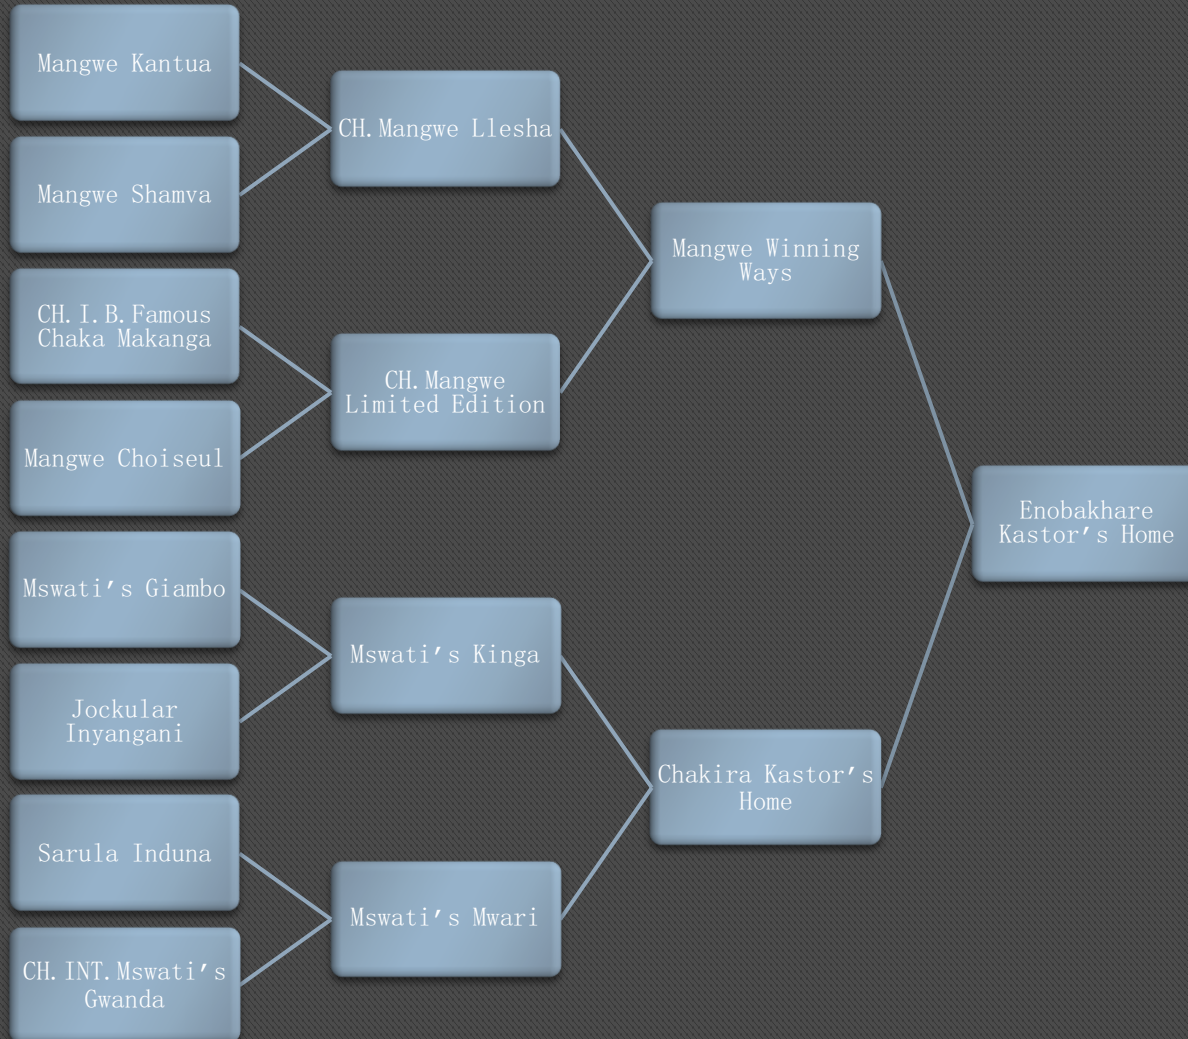 Mangwe Kantua
Mangwe Shamva
CH.I.B.Famous
Chaka Makanga
Mangwe Choiseul
Mswati's Giambo
Jockular
Inyangani
Sarula Induna
CH.INT.Mswati's
Gwanda
CH.Mangwe Llesha
CH.Mangwe
Limited Edition
Mswati's Kinga
Mswati's Mwari
Mangwe Winning
Ways
Chakira Kastor's
Home
Enobakhare
Kastor's Home